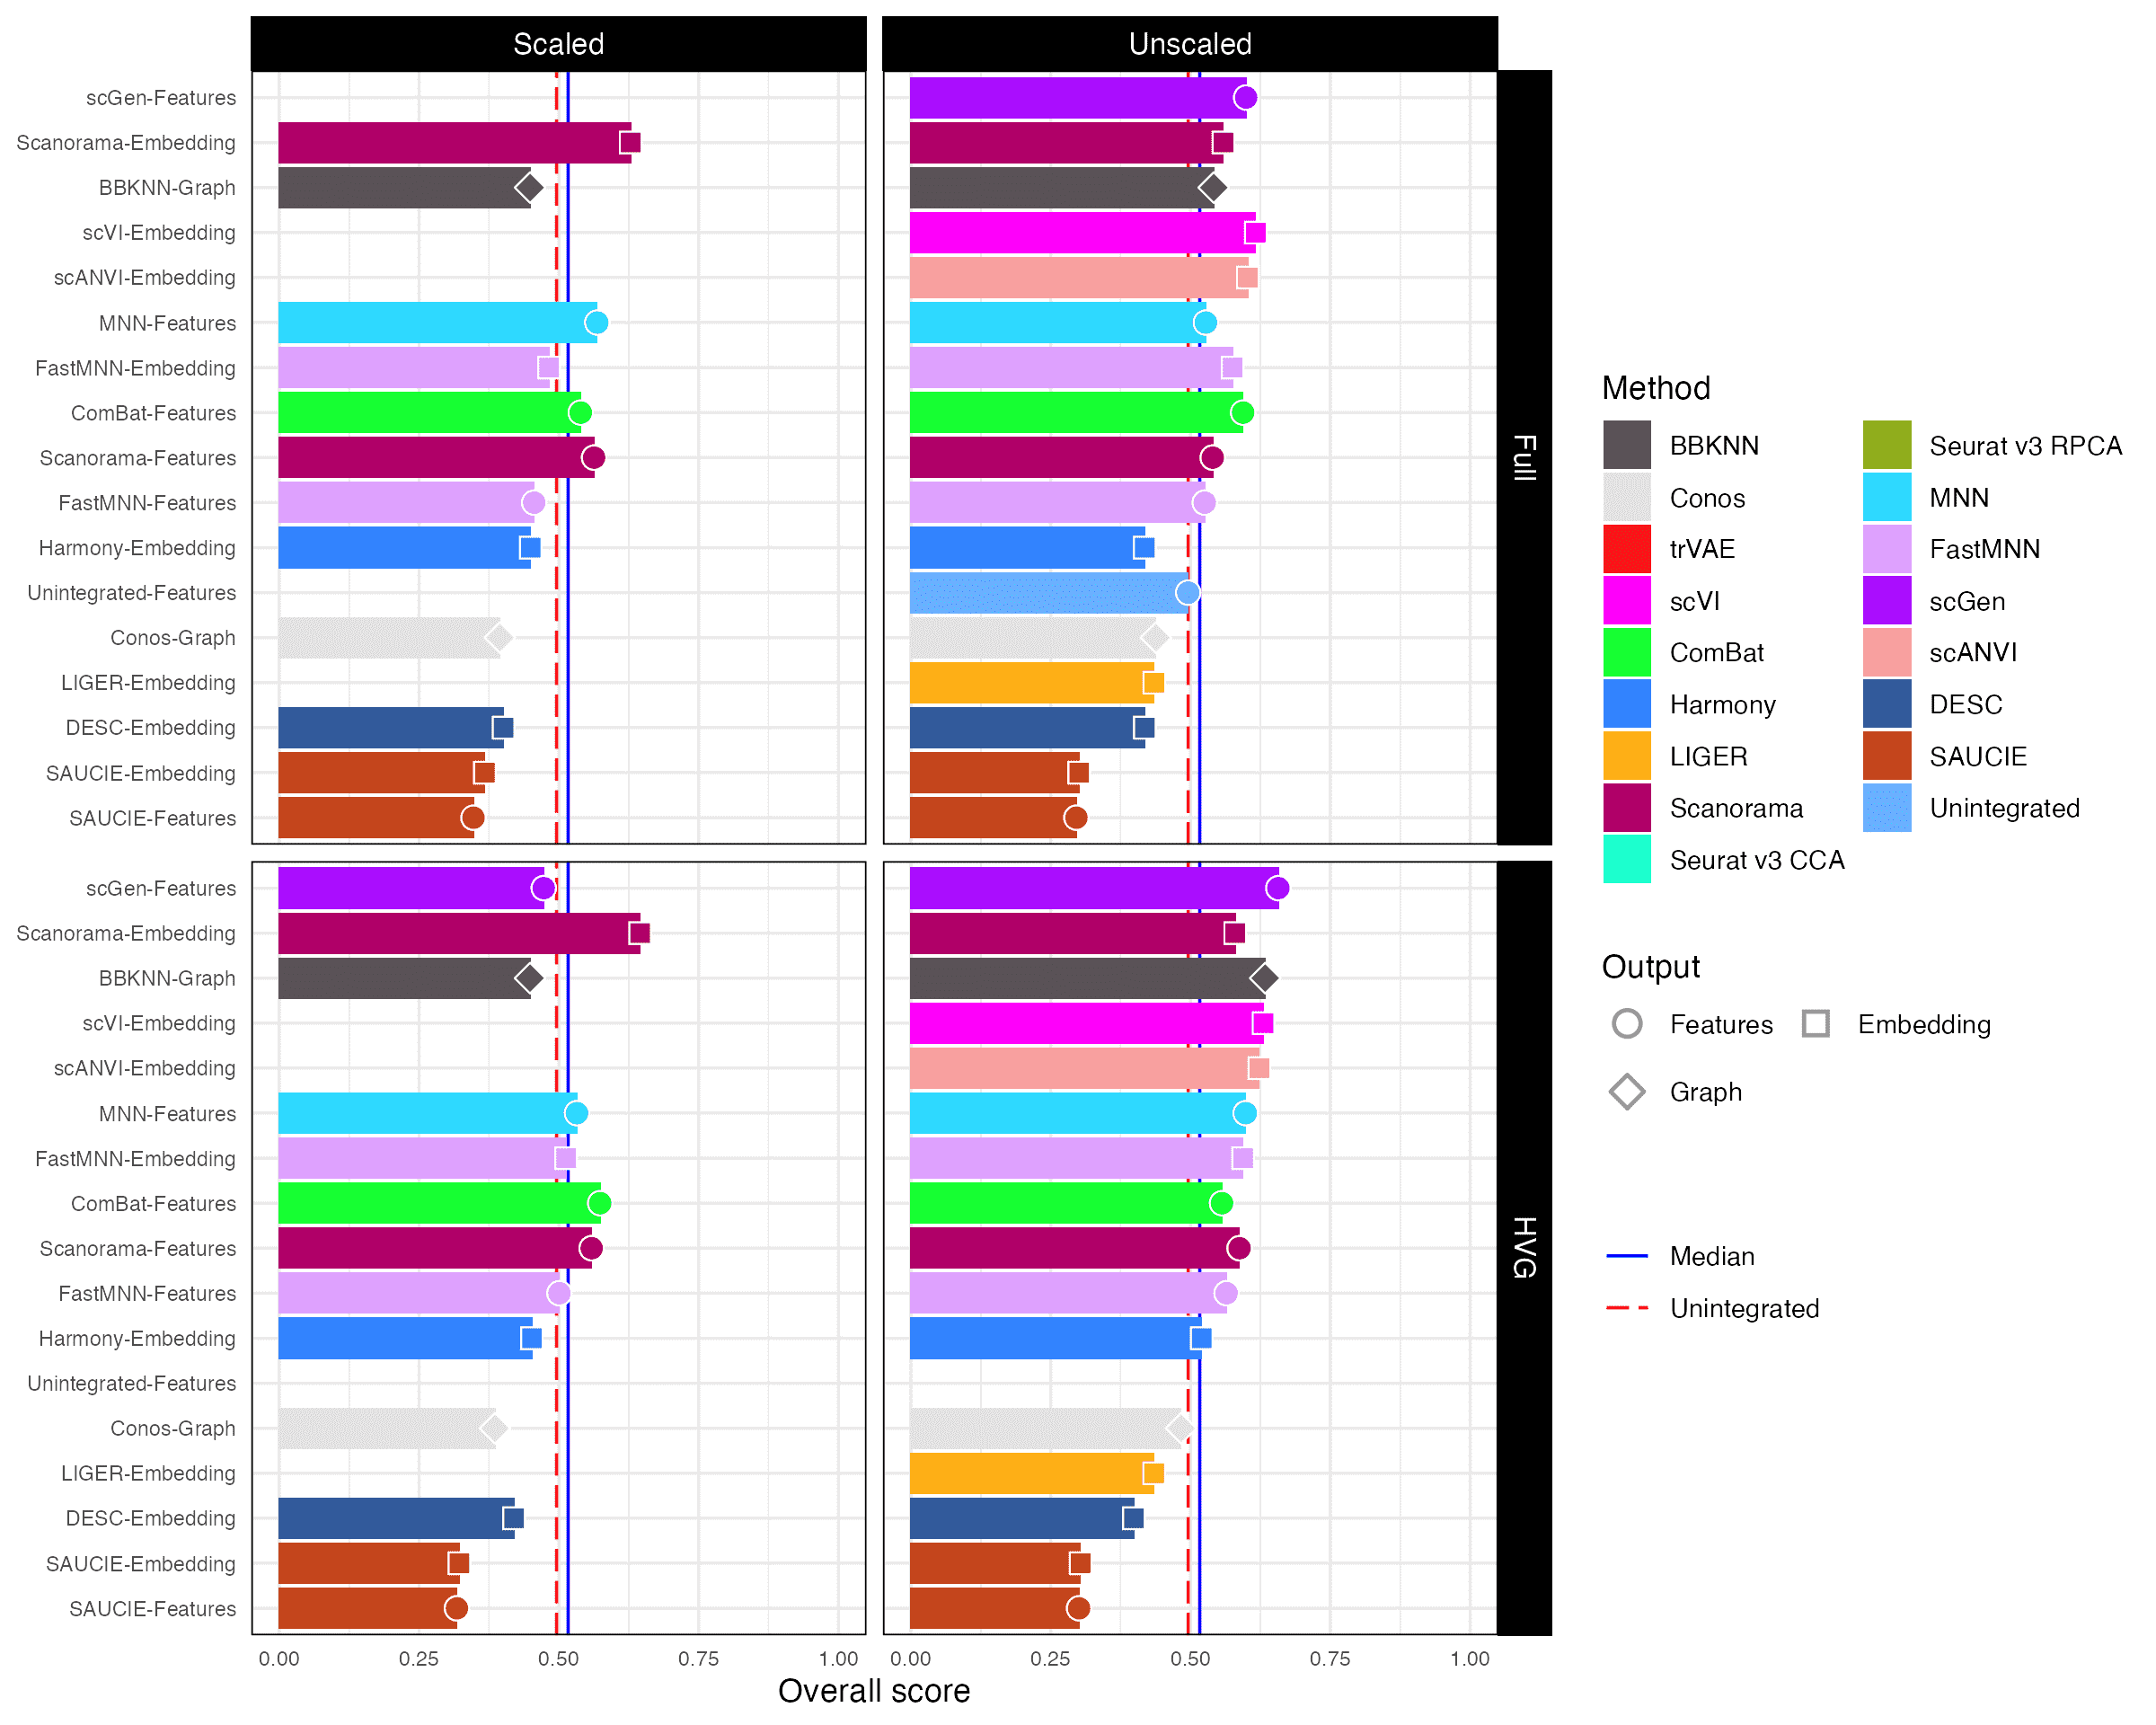 Scaled
Unscaled
scGen-Features
Scanorama-Embedding
BBKNN-Graph
scVI-Embedding
scANVI-Embedding
MNN-Features
FastMNN-Embedding
ComBat-Features
Scanorama-Features
FastMNN-Features
Harmony-Embedding
Unintegrated-Features
Conos-Graph
LIGER-Embedding
DESC-Embedding
SAUCIE-Embedding
SAUCIE-Features
Full
scGen-Features
Scanorama-Embedding
BBKNN-Graph
scVI-Embedding
scANVI-Embedding
MNN-Features
FastMNN-Embedding
ComBat-Features
Scanorama-Features
FastMNN-Features
Harmony-Embedding
Unintegrated-Features
Conos-Graph
LIGER-Embedding
DESC-Embedding
SAUCIE-Embedding
SAUCIE-Features
HVG
0.00 0.25 0.50 0.75 1.00
0.00 0.25 0.50 0.75 1.00
Overall score
Method
BBKNN
Conos
trVAE
scVI
ComBat
Harmony
LIGER
Scanorama
Seurat v3 CCA
Seurat v3 RPCA
MNN
FastMNN
scGen
scANVI
DESC
SAUCIE
Unintegrated
Output
Features
Embedding
Graph
Median
Unintegrated